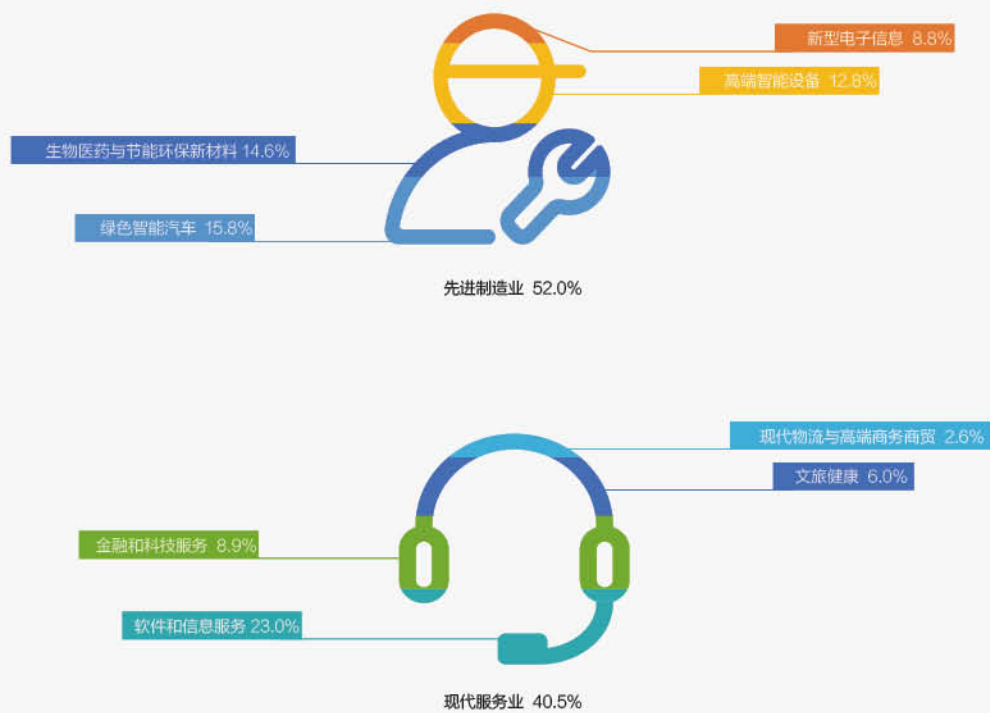 新型电子信息 8.8%
高端智能设备 12.8%
生物医药与节能环保新材料 14.6%
绿色智能汽车 15.8%
先进制造业 52.0%
现代物流与高端商务商贸 2.6%
文旅健康 6.0%
金融和科技服务 8.9%
软件和信息服务 23.0%
现代服务业 40.5%